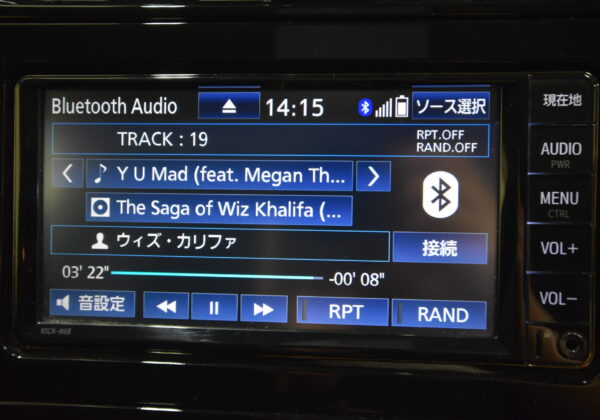 Bluetooth Audio 14:15 ソース選択
TRACK : 19 RPT.OFF
RAND.OFF
Y U Mad (feat. Megan Th...
The Saga of Wiz Khalifa (...
ウィズ・カリファ 接続
03' 22" -00' 08"
音設定 RPT RAND
NSCN-W68
現在地
AUDIO
PWR
MENU
CTRL
VOL+
VOL−